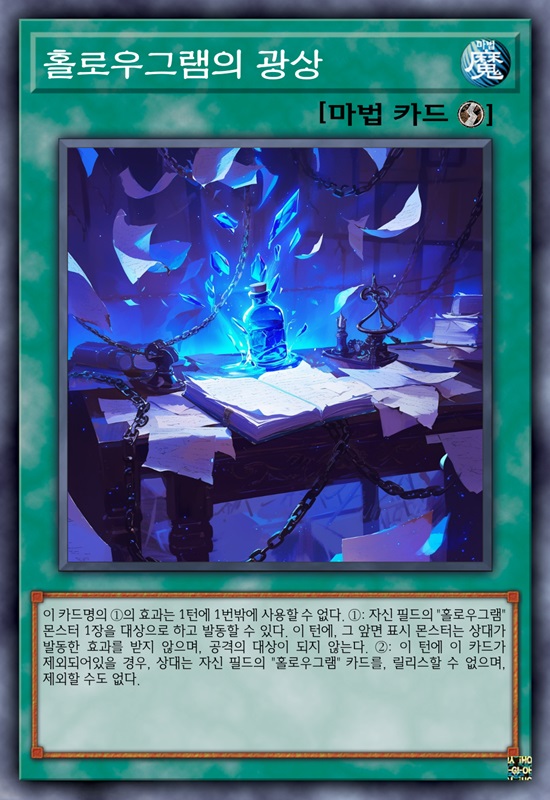 홀로우그램의 광상
마법
魔
[마법 카드]
이 카드명의 ①의 효과는 1턴에 1번밖에 사용할 수 없다. ①: 자신 필드의 "홀로우그램"
몬스터 1장을 대상으로 하고 발동할 수 있다. 이 턴에, 그 앞면 표시 몬스터는 상대가
발동한 효과를 받지 않으며, 공격의 대상이 되지 않는다. ②: 이 턴에 이 카드가
제외되어있을 경우, 상대는 자신 필드의 "홀로우그램" 카드를, 릴리스할 수 없으며,
제외할 수도 없다.